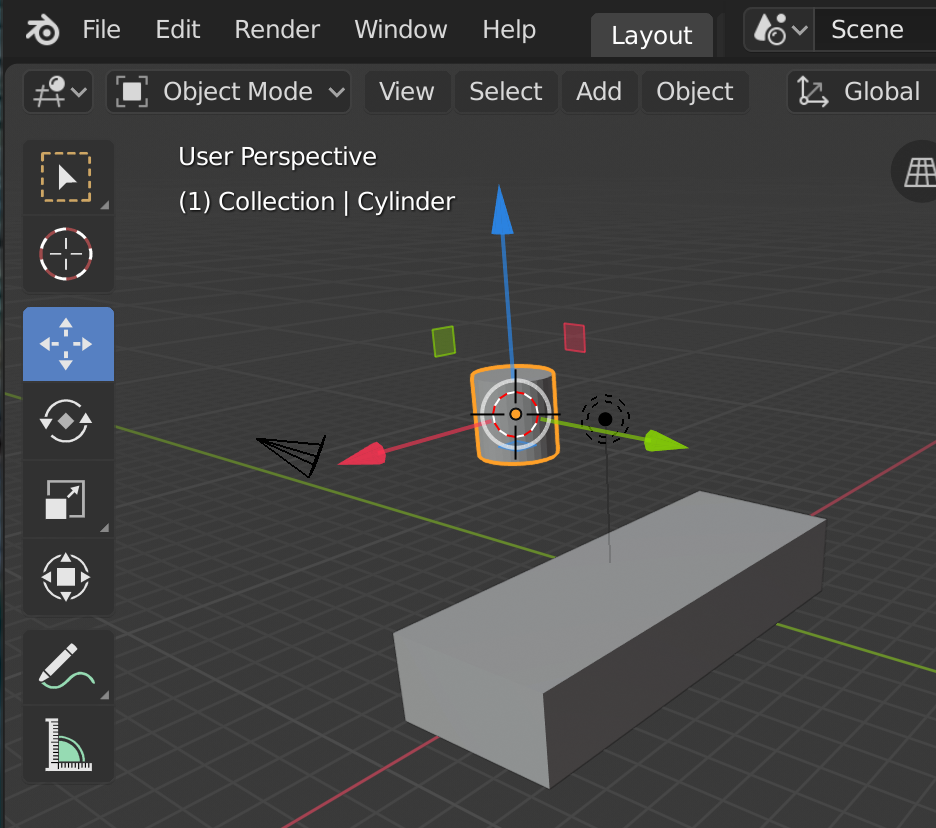 File Edit Render Window Help Layout Scene
Object Mode View Select Add Object Global
User Perspective
(1) Collection | Cylinder